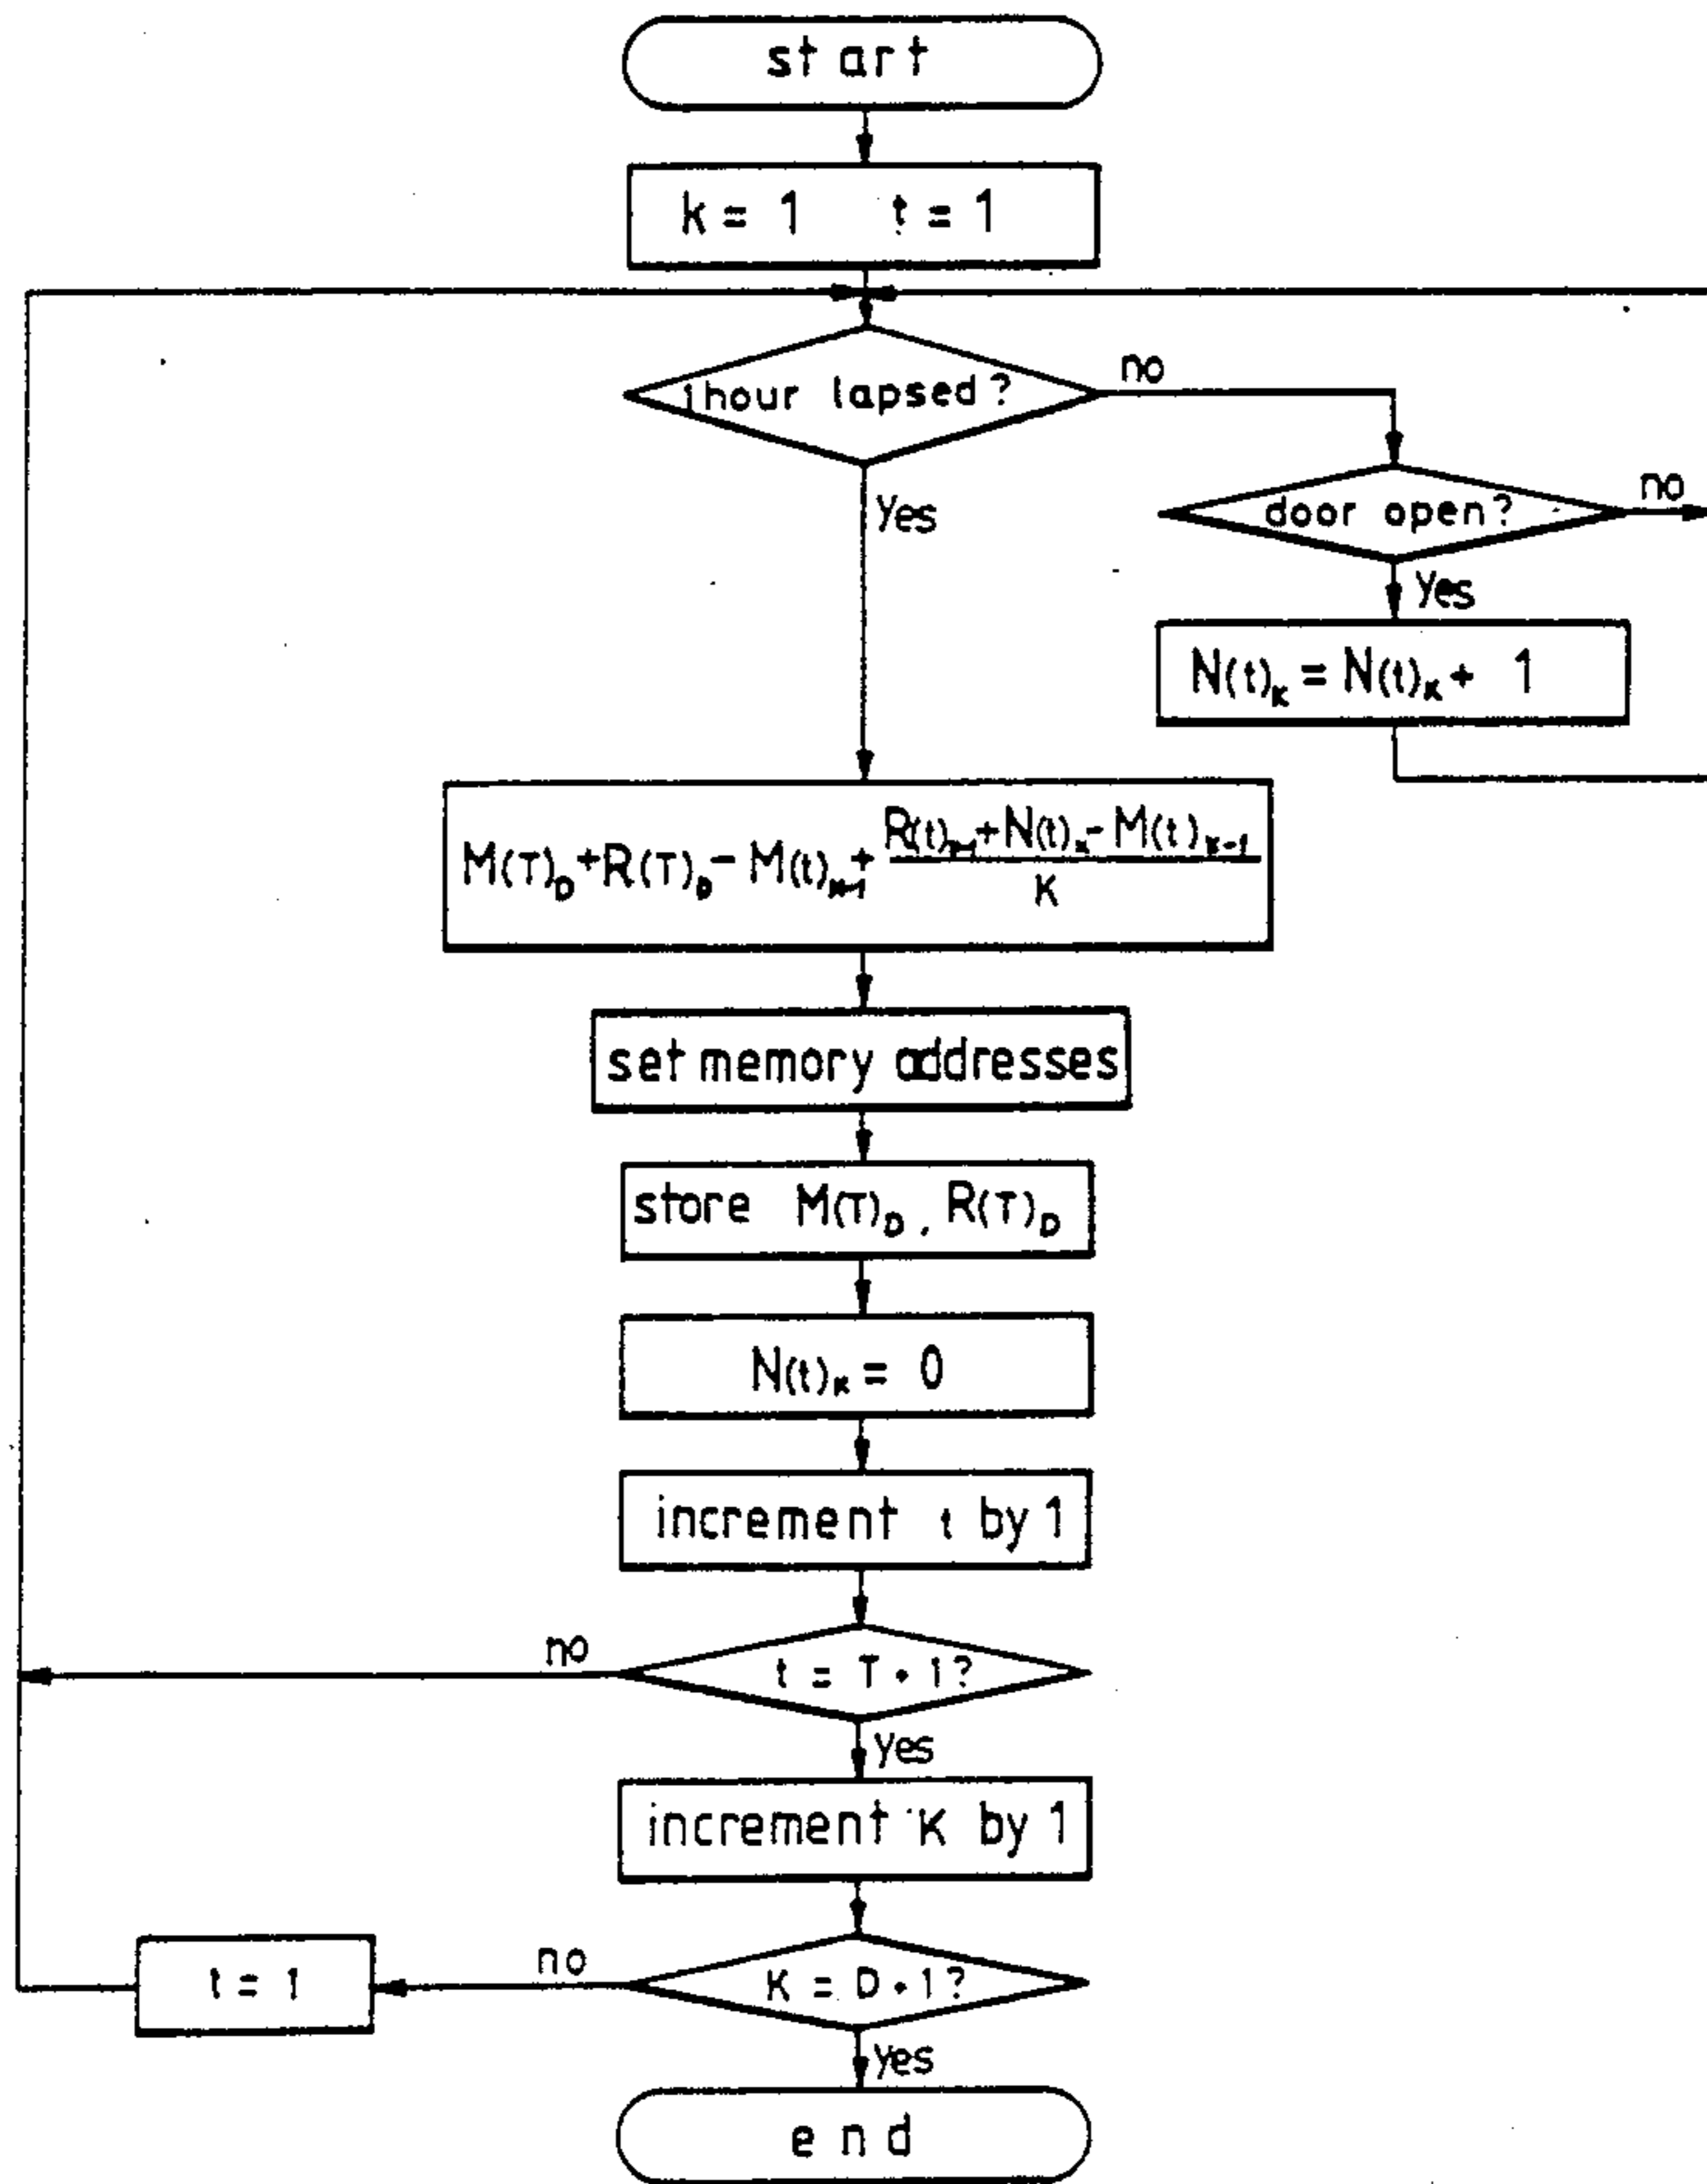 start
k = 1 t = 1
1hour lapsed?
no
Yes
door open?
no
Yes
N(t)K = N(t)K + 1
M(T)D + R(T)D - M(t)K-1 + R(t)K-1 + N(t)K - M(t)K-1
K
set memory addresses
store M(T)D, R(T)D
N(t)K = 0
increment t by 1
t = T + 1?
no
yes
increment K by 1
K = D + 1?
no
t = 1
yes
end